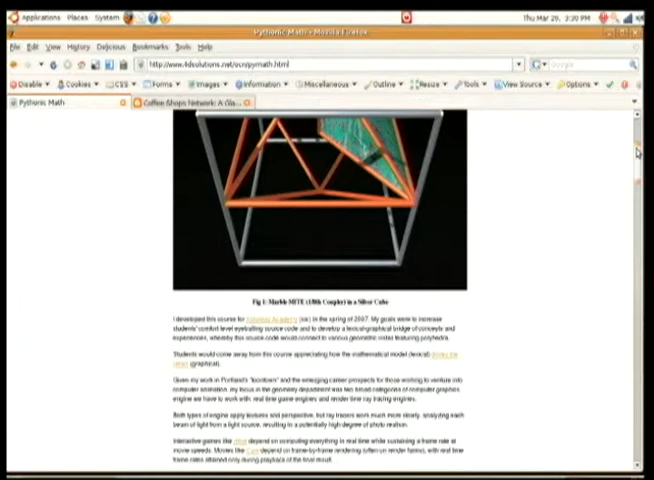 Applications Places System
Thu Mar 26, 3:30 PM
Pythonic Math - Mozilla Firefox
File Edit View History Delicious Bookmarks Tools Help
http://www.4dsolutions.net/ocn/pymath.html
Google
Disable Cookies CSS Forms Images Information Miscellaneous Outline Resize Tools View Source Options
Pythonic Math
Coffee Shops Network: A Gla...
Fig 1: Marble MITE (1/8th Coupler) in a Silver Cube
I developed this course for Academy in the spring of 2007. My goals were to increase
students' comfort level eyeballing source code and to develop a lexical-graphical bridge of concepts and
experiences, whereby this source code would connect to various geometric vistas featuring polyhedra.
Students would come away from this course appreciating how the mathematical model (lexical) drives the
(graphical).
Given my work in Portland's "toontown" and the emerging career prospects for those working to venture into
computer animation, my focus in the geometry department was two broad categories of computer graphics
engine we have to work with: real time game engines and render time ray tracing engines.
Both types of engine apply textures and perspective, but ray tracers work much more slowly, analyzing each
beam of light from a light source, resulting in a potentially high degree of photo realism.
Interactive games like depend on computing everything in real time while sustaining a frame rate at
movie speeds. Movies like depend on frame-by-frame rendering (often on render farms), with real time
frame rates attained only during playback of the final result.